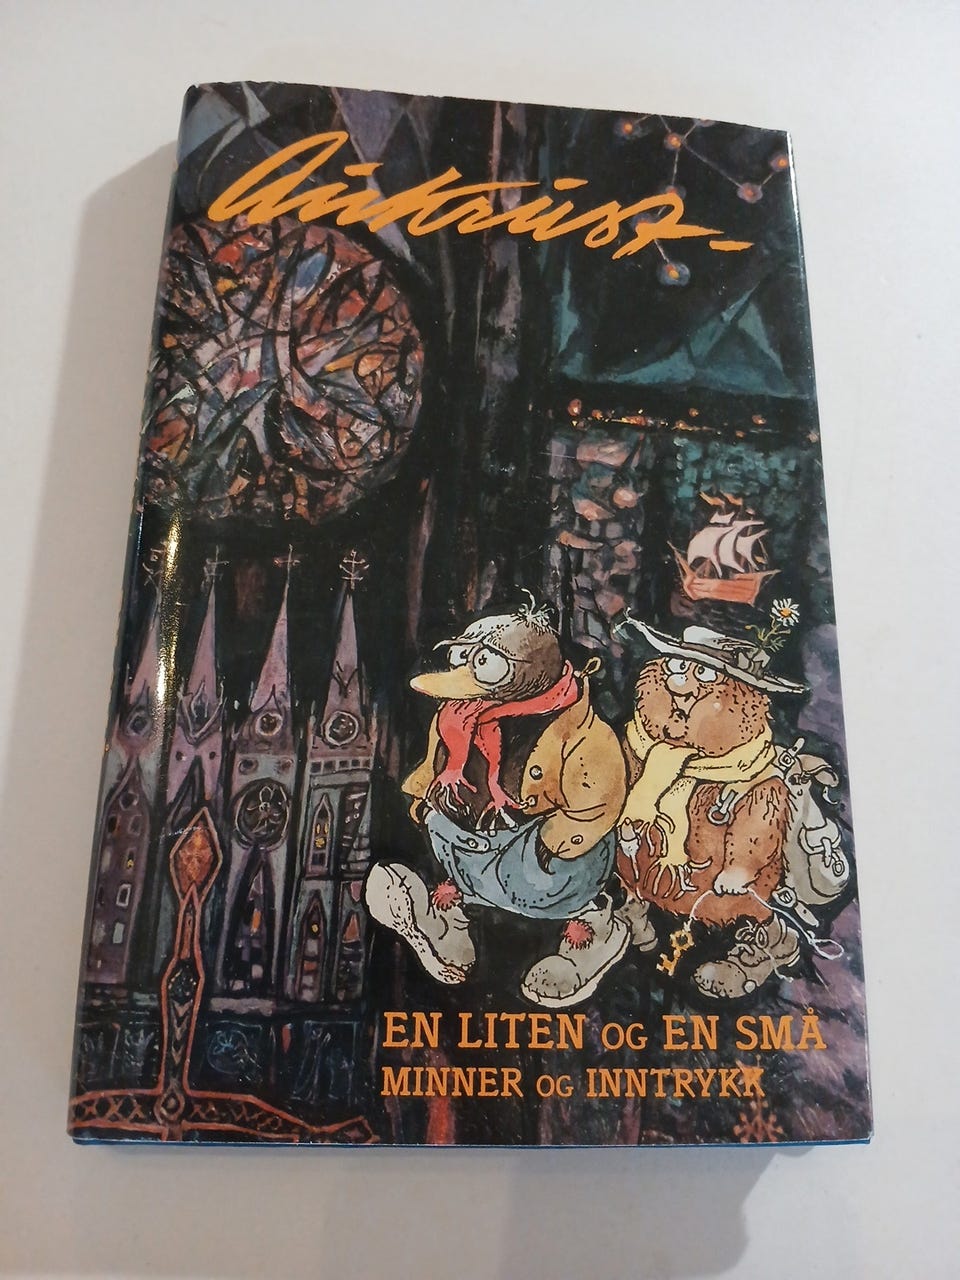 Aukrust-
EN LITEN OG EN SMÅ
MINNER OG INNTRYKK